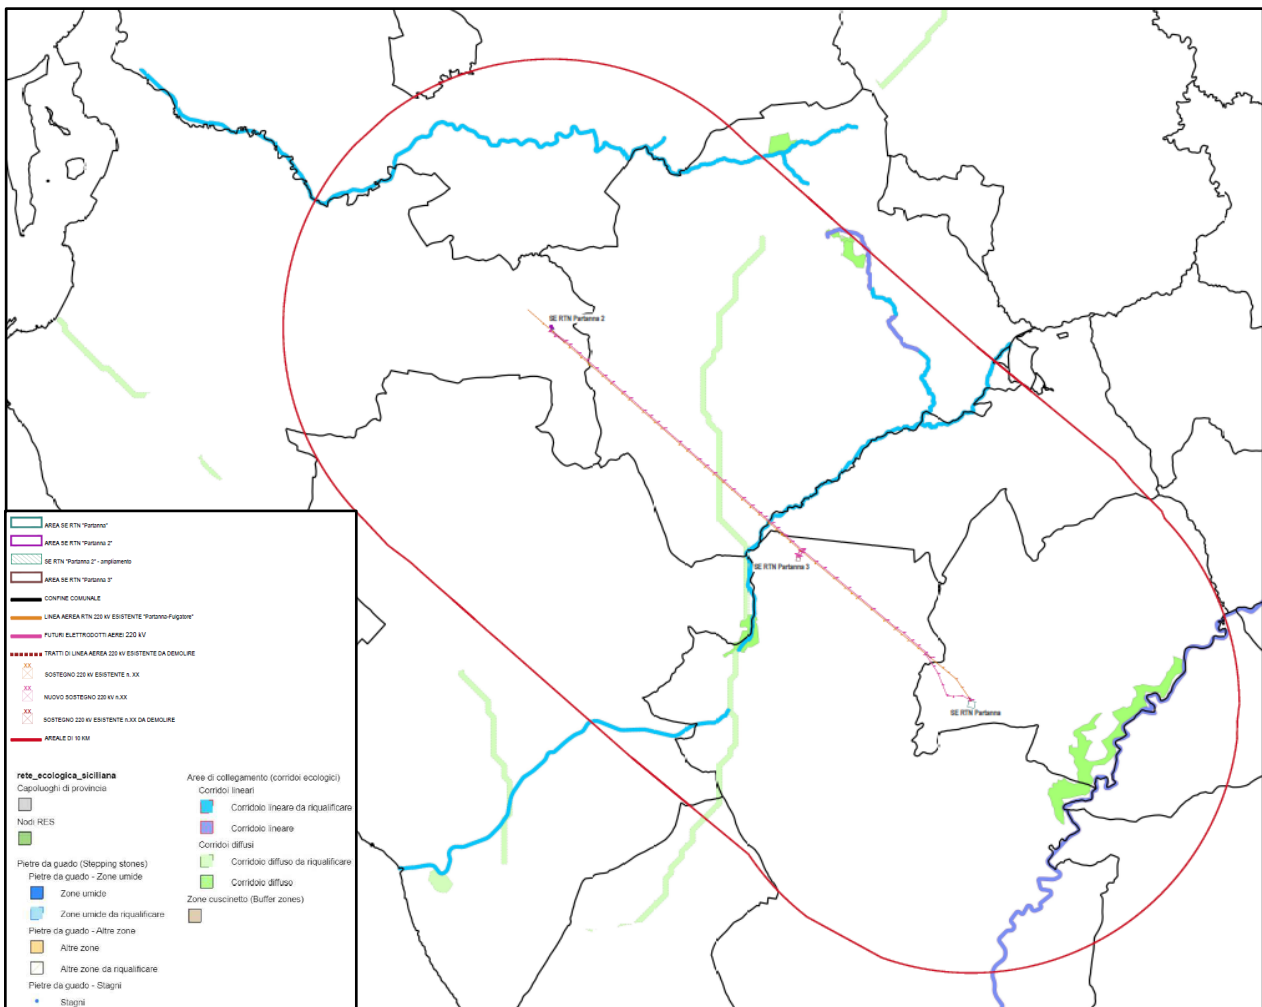 SE RTN Partanna 2
SE RTN Partanna 3
SE RTN Partanna
AREA SE RTN "Partanna"
AREA SE RTN "Partanna 2"
SE RTN "Partanna 2" - ampliamento
AREA SE RTN "Partanna 3"
CONFINE COMUNALE
LINEA AEREA RTN 220 kV ESISTENTE "Partanna-Fulgatore"
FUTURI ELETTRODOTTI AEREI 220 kV
TRATTI DI LINEA AEREA 220 kV ESISTENTE DA DEMOLIRE
XX
SOSTEGNO 220 kV ESISTENTE n. XX
XX
NUOVO SOSTEGNO 220 kV n.XX
XX
SOSTEGNO 220 kV ESISTENTE n.XX DA DEMOLIRE
AREALE DI 10 KM
rete_ecologica_siciliana
Capoluoghi di provincia
Nodi RES
Pietre da guado (Stepping stones)
Pietre da guado - Zone umide
Zone umide
Zone umide da riqualificare
Pietre da guado - Altre zone
Altre zone
Altre zone da riqualificare
Pietre da guado - Stagni
Stagni
Aree di collegamento (corridoi ecologici)
Corridoi lineari
Corridoio lineare da riqualificare
Corridoio lineare
Corridoi diffusi
Corridoio diffuso da riqualificare
Corridoio diffuso
Zone cuscinetto (Buffer zones)